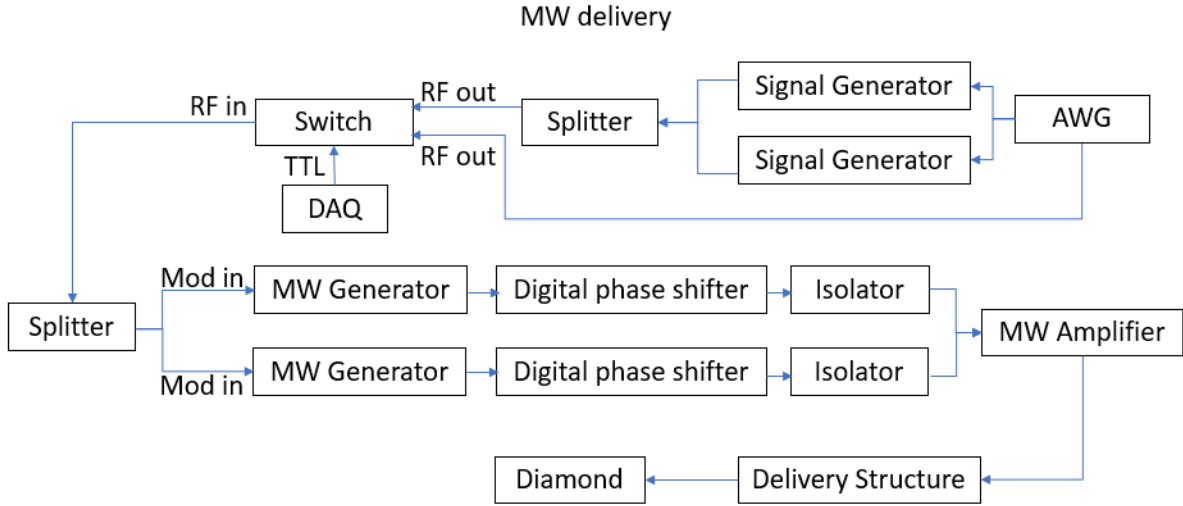 MW delivery
Signal Generator
RF in
RF out
Switch
Splitter
AWG
RF out
Signal Generator
TTL
DAQ
Mod in
MW Generator
Digital phase shifter
Isolator
Splitter
MW Amplifier
MW Generator
Digital phase shifter
Isolator
Mod in
Diamond
Delivery Structure